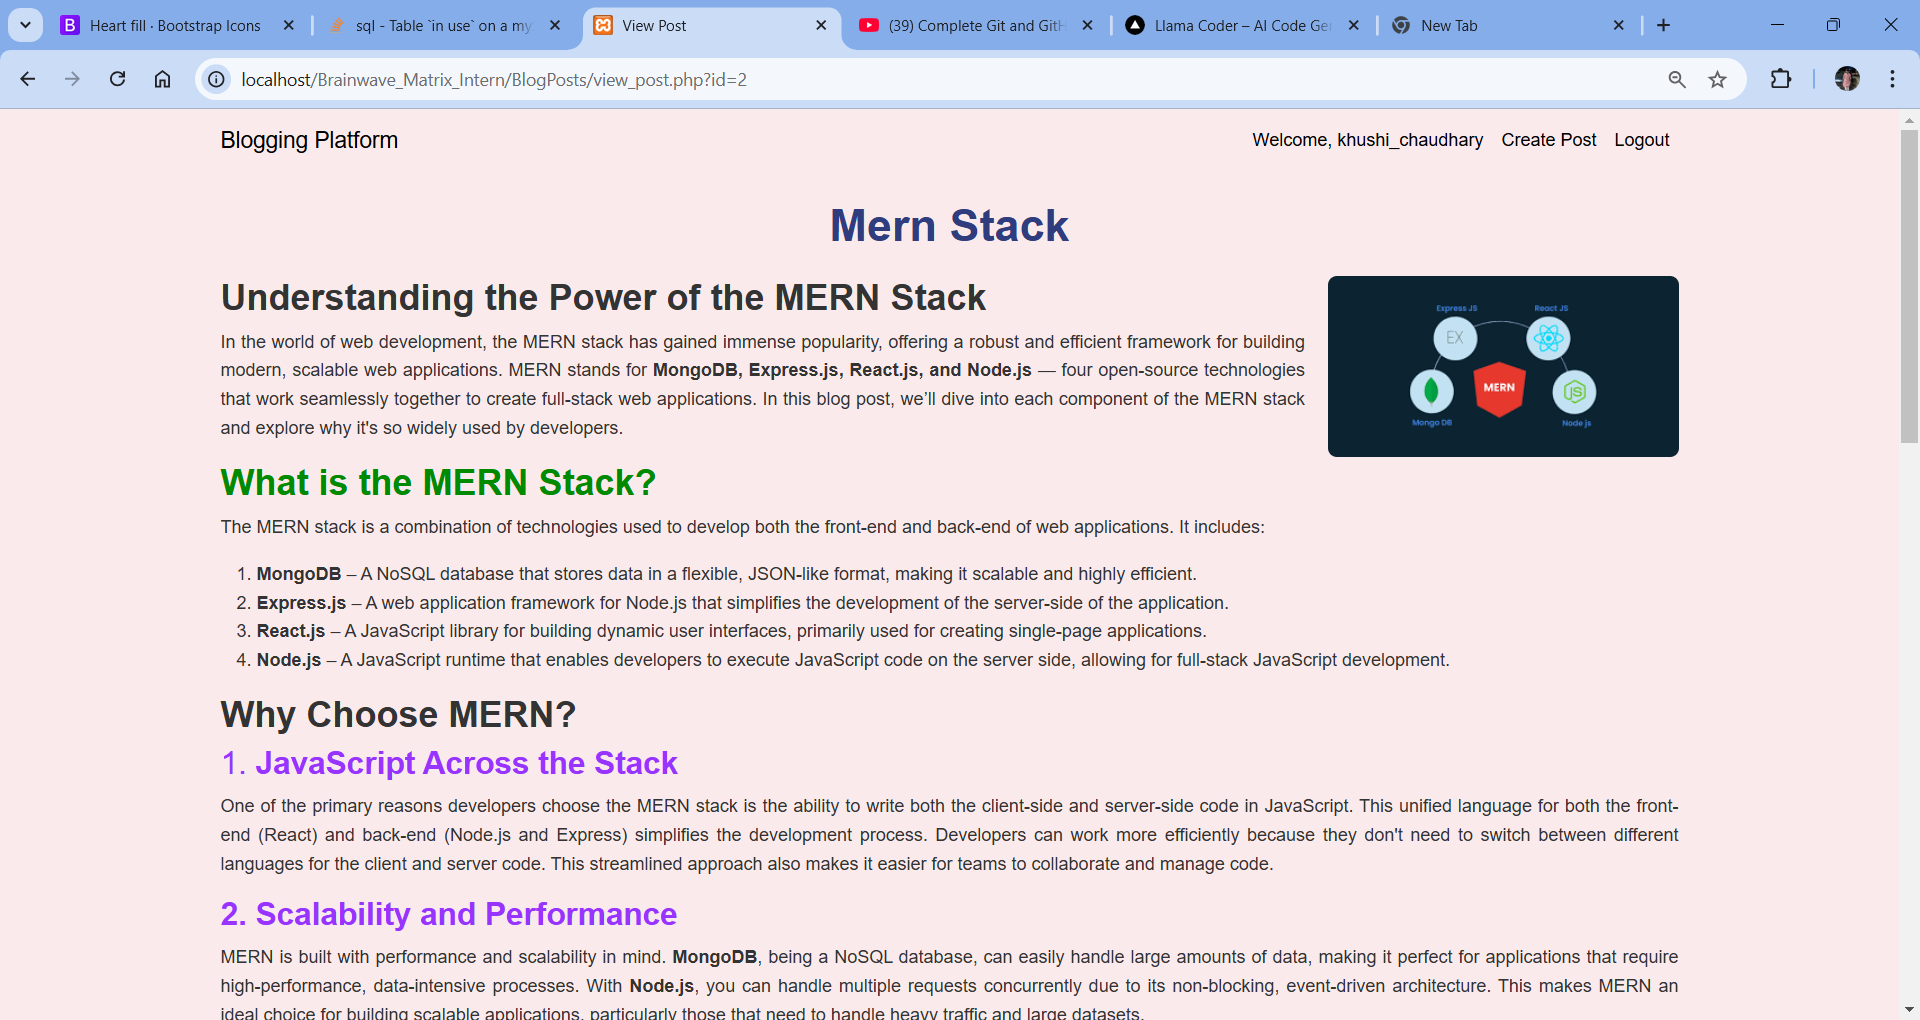 Heart fill · Bootstrap Icons
sql - Table `in use` on a my
View Post
(39) Complete Git and GitH
Llama Coder – AI Code Ger
New Tab
localhost/Brainwave_Matrix_Intern/BlogPosts/view_post.php?id=2
Blogging Platform
Welcome, khushi_chaudhary Create Post Logout
Mern Stack
Understanding the Power of the MERN Stack
In the world of web development, the MERN stack has gained immense popularity, offering a robust and efficient framework for building
modern, scalable web applications. MERN stands for MongoDB, Express.js, React.js, and Node.js — four open-source technologies
that work seamlessly together to create full-stack web applications. In this blog post, we’ll dive into each component of the MERN stack
and explore why it's so widely used by developers.
Express JS
React JS
EX
MERN
JS
Mongo DB
Node js
What is the MERN Stack?
The MERN stack is a combination of technologies used to develop both the front-end and back-end of web applications. It includes:
1. MongoDB – A NoSQL database that stores data in a flexible, JSON-like format, making it scalable and highly efficient.
2. Express.js – A web application framework for Node.js that simplifies the development of the server-side of the application.
3. React.js – A JavaScript library for building dynamic user interfaces, primarily used for creating single-page applications.
4. Node.js – A JavaScript runtime that enables developers to execute JavaScript code on the server side, allowing for full-stack JavaScript development.
Why Choose MERN?
1. JavaScript Across the Stack
One of the primary reasons developers choose the MERN stack is the ability to write both the client-side and server-side code in JavaScript. This unified language for both the front-
end (React) and back-end (Node.js and Express) simplifies the development process. Developers can work more efficiently because they don't need to switch between different
languages for the client and server code. This streamlined approach also makes it easier for teams to collaborate and manage code.
2. Scalability and Performance
MERN is built with performance and scalability in mind. MongoDB, being a NoSQL database, can easily handle large amounts of data, making it perfect for applications that require
high-performance, data-intensive processes. With Node.js, you can handle multiple requests concurrently due to its non-blocking, event-driven architecture. This makes MERN an
ideal choice for building scalable applications, particularly those that need to handle heavy traffic and large datasets.